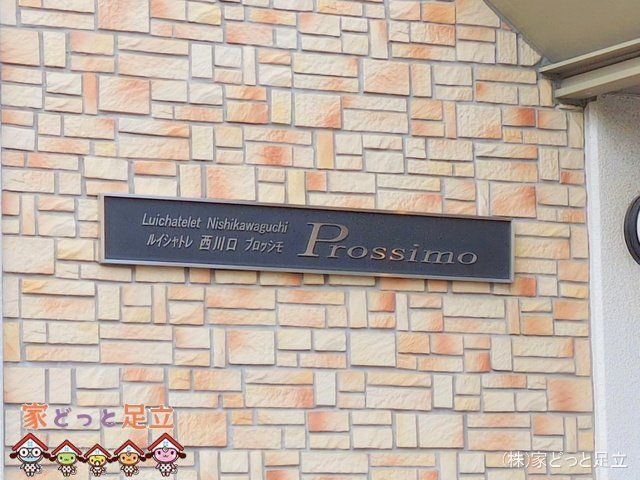 Luichatelet Nishikawaguchi
ルイシャトレ 西川口 プロッシモ
Prossimo
家どっと足立
(株)家どっと足立